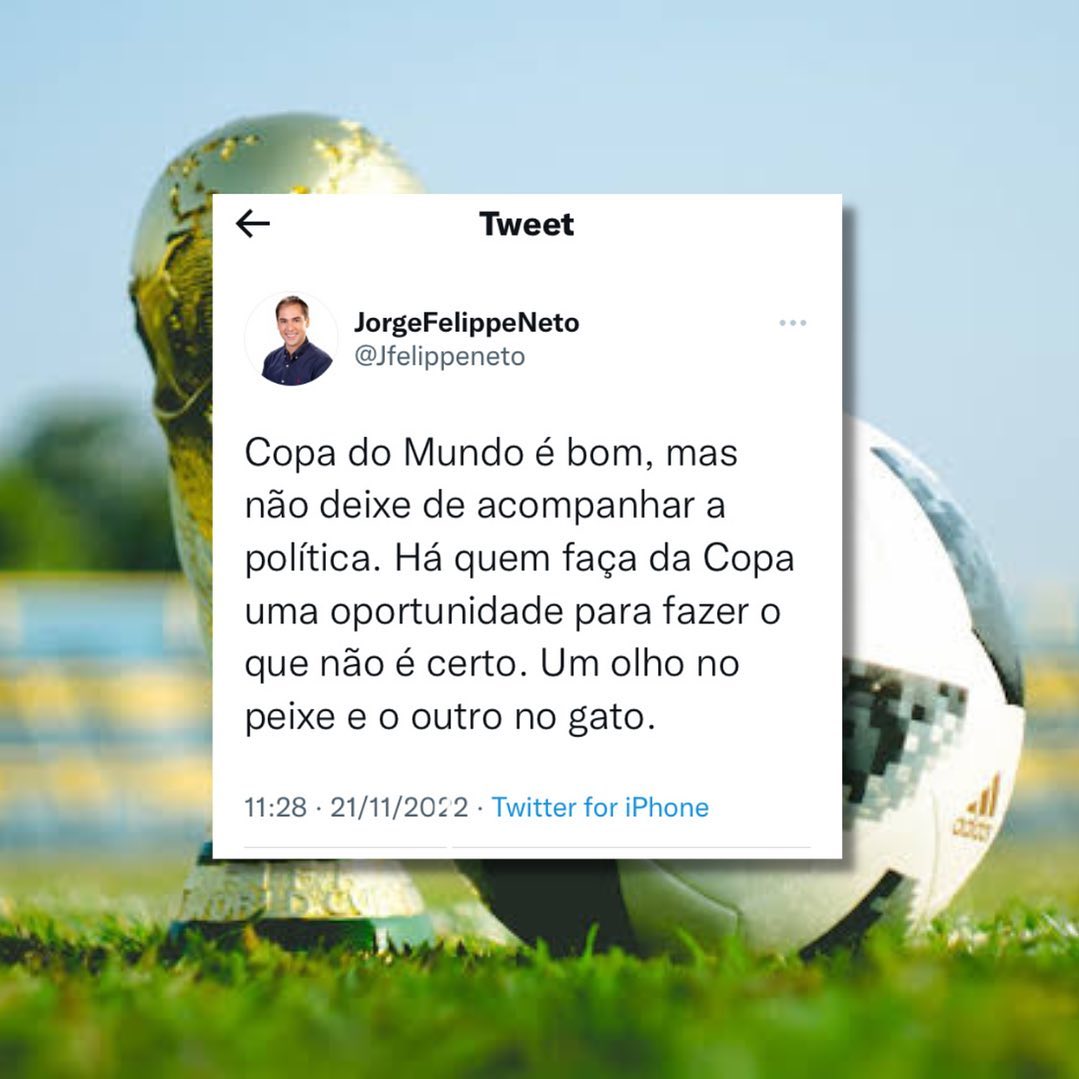 Tweet
JorgeFelippeNeto
@Jfelippeneto
Copa do Mundo é bom, mas
não deixe de acompanhar a
política. Há quem faça da Copa
uma oportunidade para fazer o
que não é certo. Um olho no
peixe e o outro no gato.
11:28 · 21/11/2022 · Twitter for iPhone
adidas